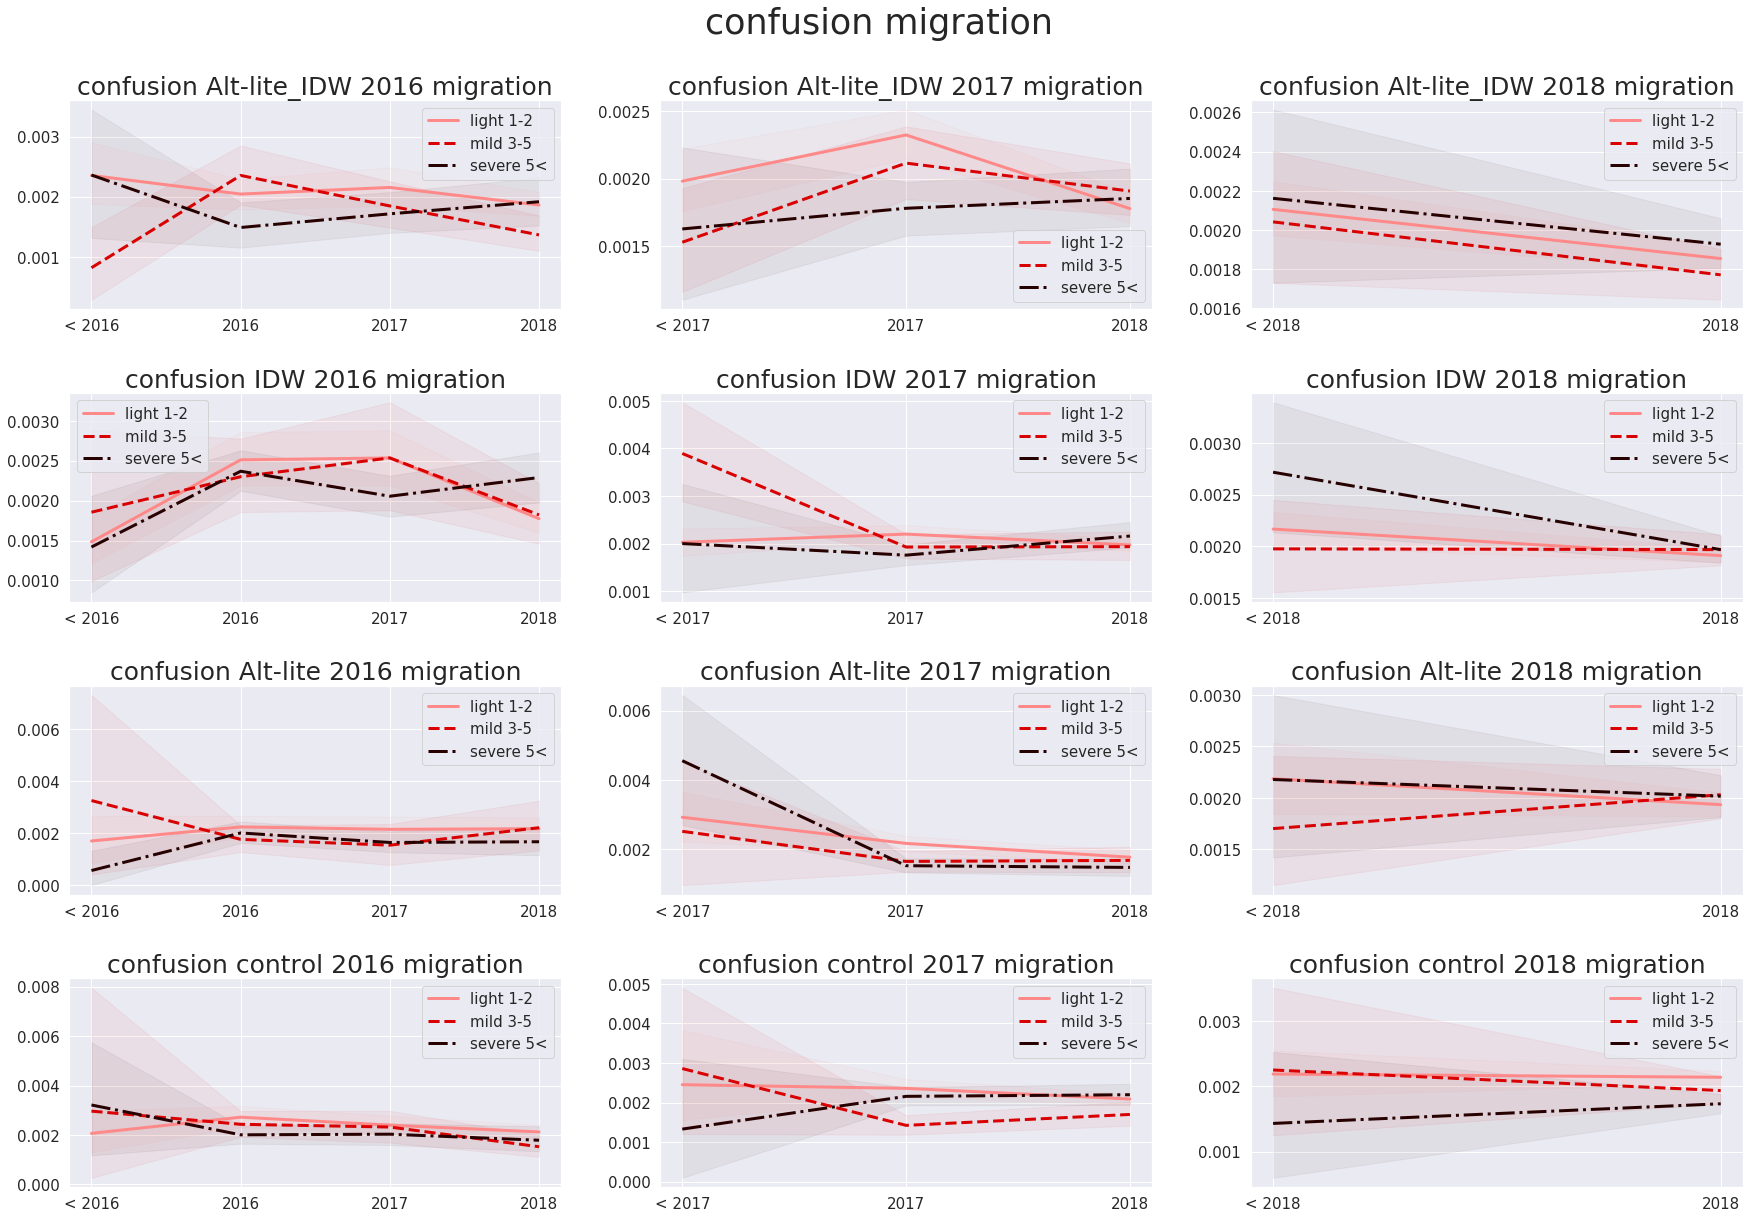 confusion migration
confusion Alt-lite_IDW 2016 migration
0.003
0.002
0.001
light 1-2
mild 3-5
severe 5<
< 2016
2016
2017
2018
confusion Alt-lite_IDW 2017 migration
0.0025
0.0020
0.0015
light 1-2
mild 3-5
severe 5<
< 2017
2017
2018
confusion Alt-lite_IDW 2018 migration
0.0026
0.0024
0.0022
0.0020
0.0018
0.0016
light 1-2
mild 3-5
severe 5<
< 2018
2018
confusion IDW 2016 migration
0.0030
0.0025
0.0020
0.0015
0.0010
light 1-2
mild 3-5
severe 5<
< 2016
2016
2017
2018
confusion IDW 2017 migration
0.005
0.004
0.003
0.002
0.001
light 1-2
mild 3-5
severe 5<
< 2017
2017
2018
confusion IDW 2018 migration
0.0030
0.0025
0.0020
0.0015
light 1-2
mild 3-5
severe 5<
< 2018
2018
confusion Alt-lite 2016 migration
0.006
0.004
0.002
0.000
light 1-2
mild 3-5
severe 5<
< 2016
2016
2017
2018
confusion Alt-lite 2017 migration
0.006
0.004
0.002
light 1-2
mild 3-5
severe 5<
< 2017
2017
2018
confusion Alt-lite 2018 migration
0.0030
0.0025
0.0020
0.0015
light 1-2
mild 3-5
severe 5<
< 2018
2018
confusion control 2016 migration
0.008
0.006
0.004
0.002
0.000
light 1-2
mild 3-5
severe 5<
< 2016
2016
2017
2018
confusion control 2017 migration
0.005
0.004
0.003
0.002
0.001
0.000
light 1-2
mild 3-5
severe 5<
< 2017
2017
2018
confusion control 2018 migration
0.003
0.002
0.001
light 1-2
mild 3-5
severe 5<
< 2018
2018